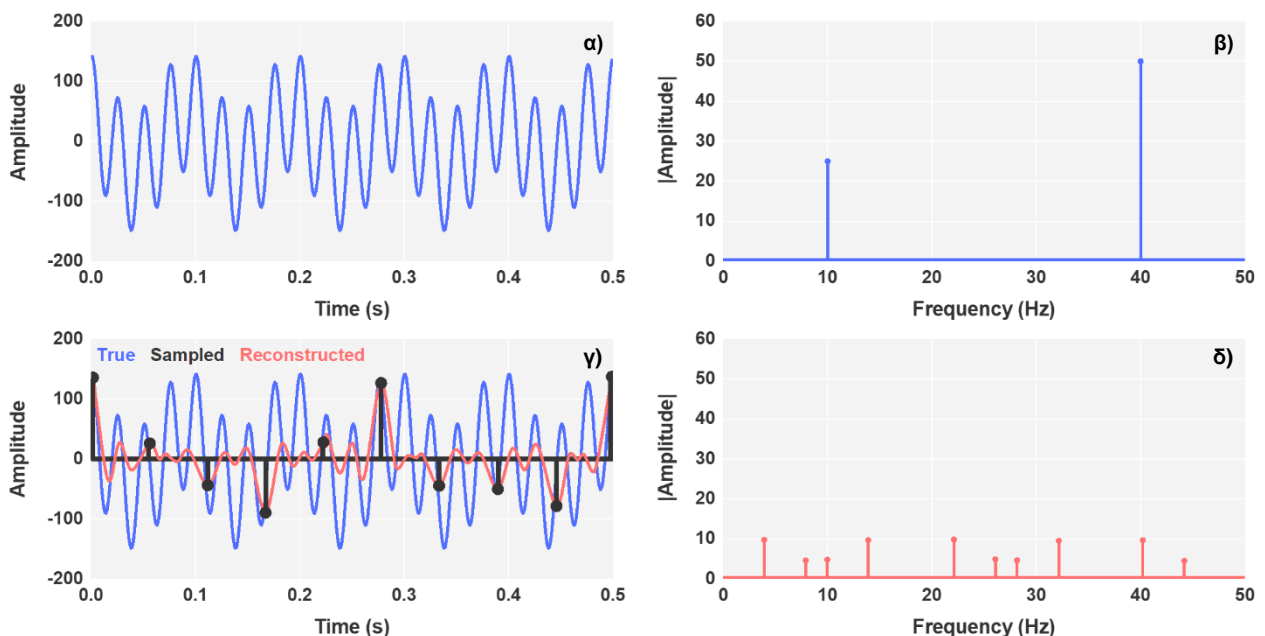 α)
Amplitude
200
100
0
-100
-200
0.0 0.1 0.2 0.3 0.4 0.5
Time (s)
β)
|Amplitude|
60
50
40
30
20
10
0
0 10 20 30 40 50
Frequency (Hz)
γ)
True Sampled Reconstructed
Amplitude
200
100
0
-100
-200
0.0 0.1 0.2 0.3 0.4 0.5
Time (s)
δ)
|Amplitude|
60
50
40
30
20
10
0
0 10 20 30 40 50
Frequency (Hz)